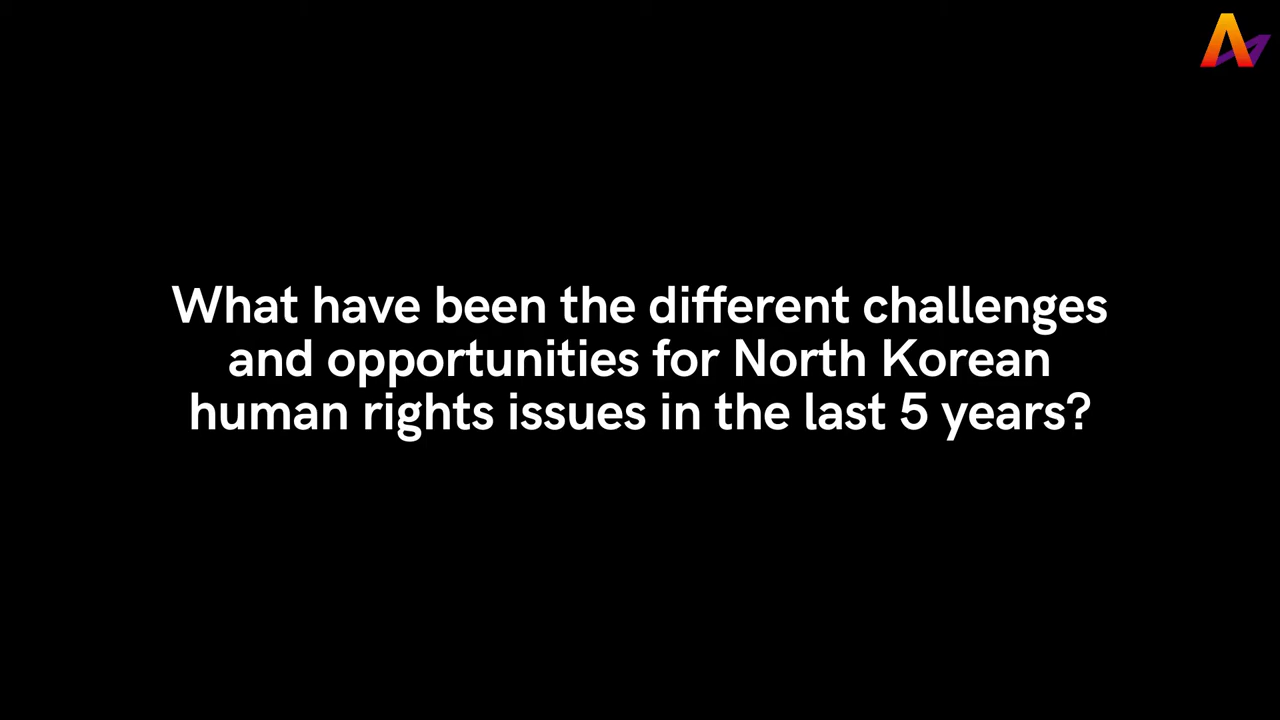 What have been the different challenges
and opportunities for North Korean
human rights issues in the last 5 years?